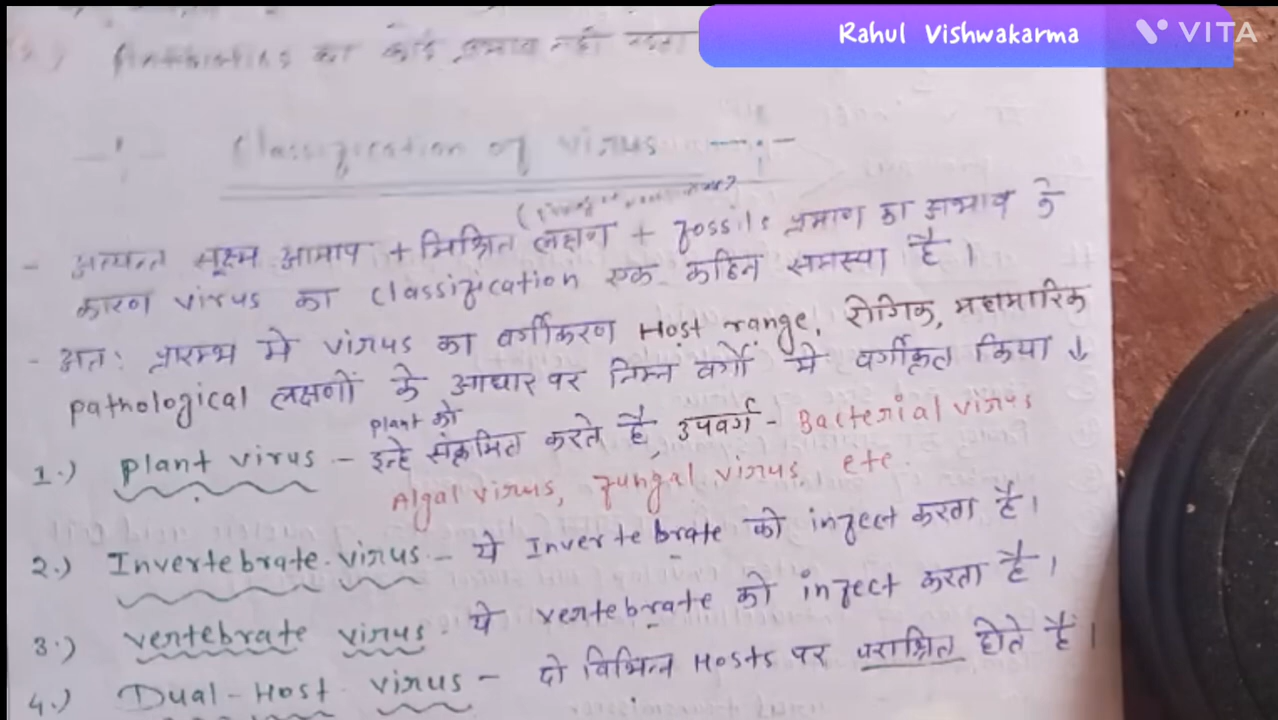 Rahul Vishwakarma
VITA
का कोई प्रभाव नही पड़ता
Classification of virus
- अत्यन्त सूक्ष्म आमाप + मिश्रित लक्षण + fossils प्रमाण का अभाव के
कारण virus का classification एक कठिन समस्या है।
- अतः प्रारम्भ मे virus का वर्गीकरण Host range, रोगिक, महामारिक
pathological लक्षणों के आधार पर निम्न वर्गों मे वर्गीकृत किया ↓
plant को
1.) plant virus - इन्हे संक्रमित करते है, उपवर्ग - Bacterial virus
Algal virus, fungal virus etc.
2.) Invertebrate virus - ये Invertebrate को infect करता है।
3.) vertebrate virus - ये vertebrate को infect करता है।
4.) Dual-Host virus - दो विभिन्न Hosts पर पराश्रित होते है।